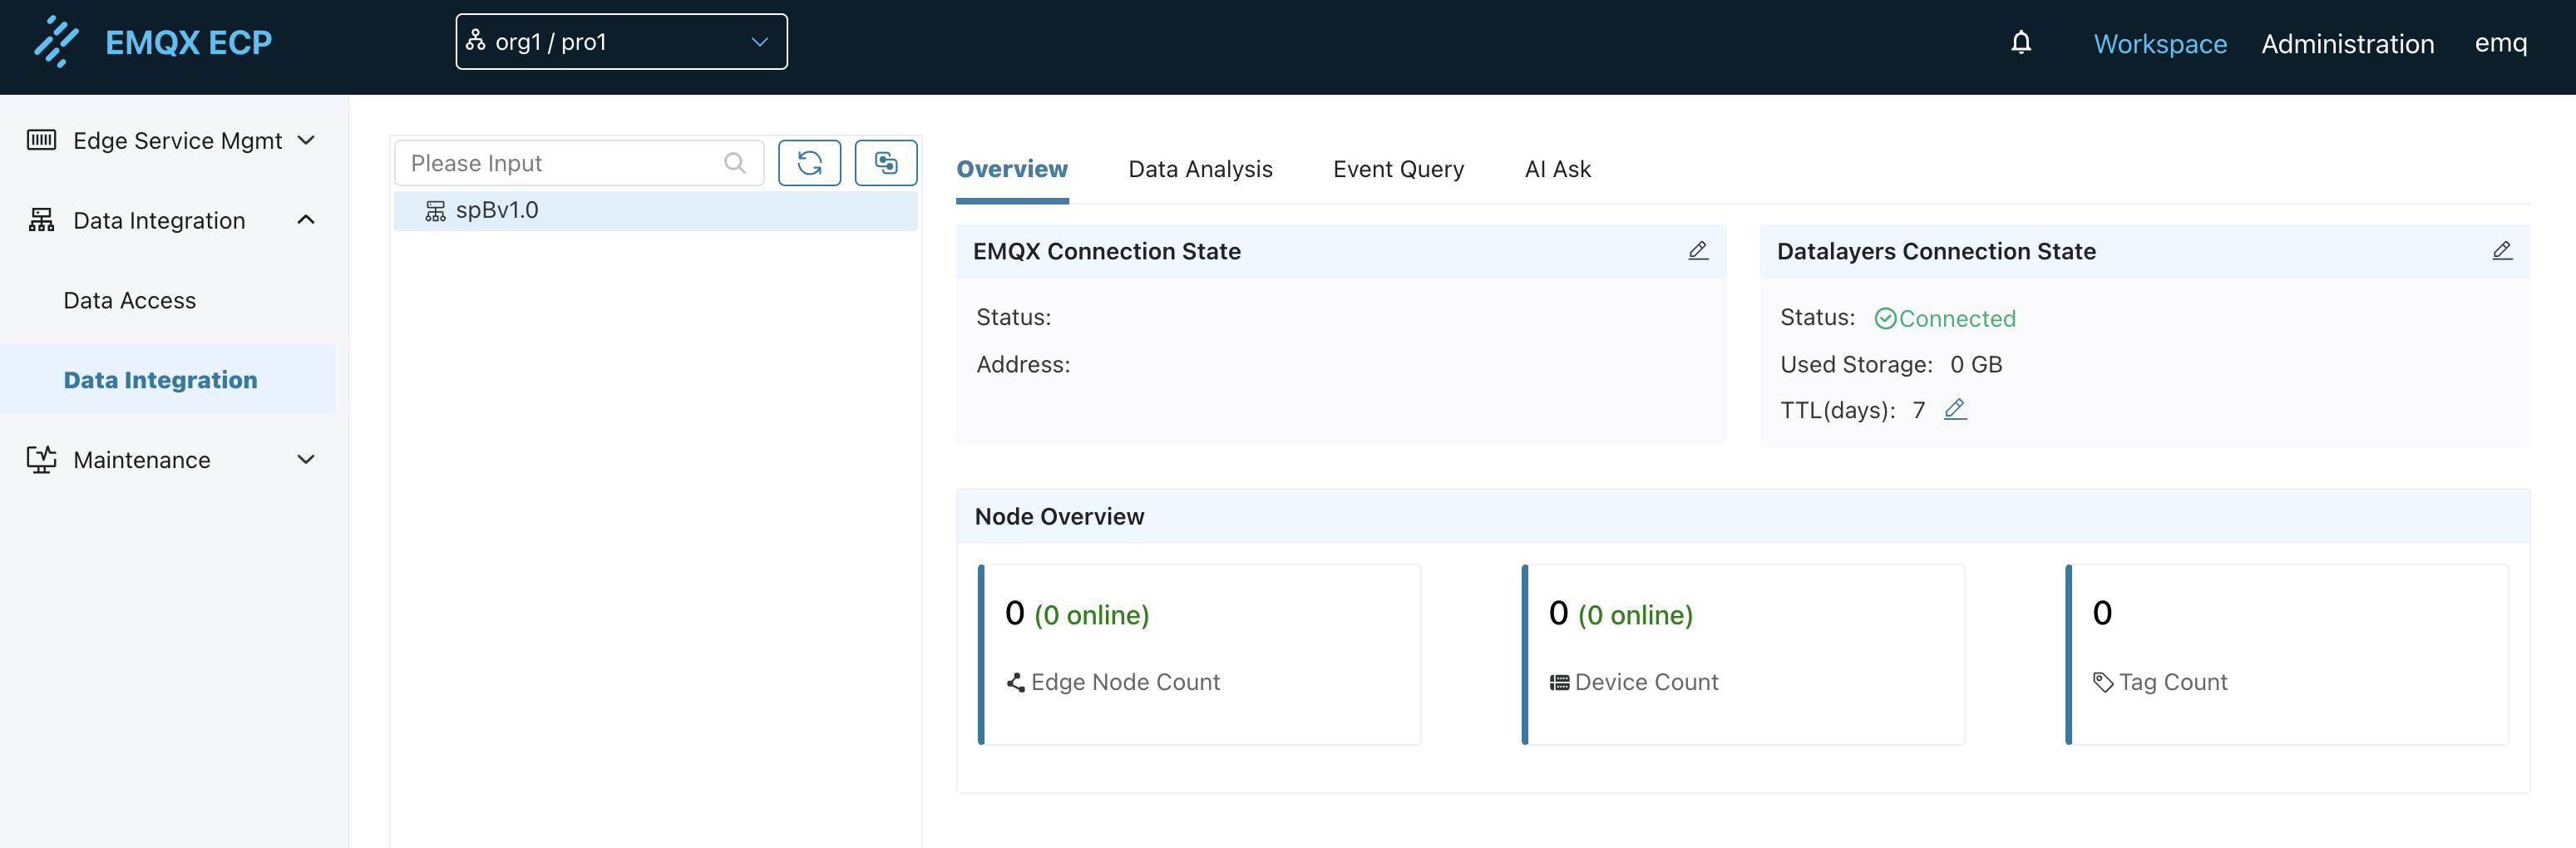 EMQX ECP
org1 / pro1
Workspace
Administration
emq
Edge Service Mgmt
Data Integration
Data Access
Data Integration
Maintenance
Please Input
spBv1.0
Overview
Data Analysis
Event Query
AI Ask
EMQX Connection State
Status:
Address:
Datalayers Connection State
Status: Connected
Used Storage: 0 GB
TTL(days): 7
Node Overview
0 (0 online)
Edge Node Count
0 (0 online)
Device Count
0
Tag Count